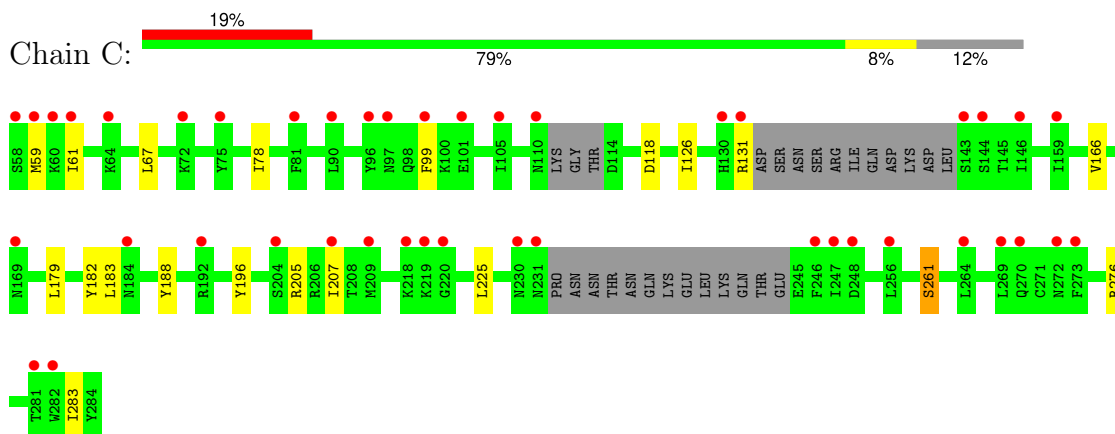 19%
Chain C:
79% 8% 12%
S58 M59 K60 I61 K64 L67 K72 Y75 I78 F81 L90 Y96 N97 Q98 F99 K100 E101 I105 N110 LYS GLY THR D114 D118 I126 H130 R131 ASP SER ASN SER ARG ILE GLN ASP LYS ASP LEU S143 S144 T145 I146 I159 V166
N169 L179 Y182 L183 N184 Y188 R192 Y196 S204 R205 R206 I207 T208 M209 K218 K219 G220 L225 N230 N231 PRO ASN ASN THR ASN GLN LYS GLU LEU LYS GLN THR GLU E245 F246 I247 D248 L256 S261 L264 L269 Q270 C271 N272 F273
T281 W282 I283 Y284